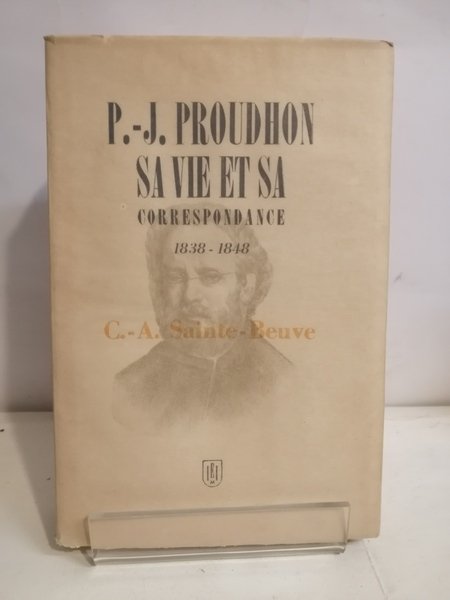 P.-J. PROUDHON
SA VIE ET SA
CORRESPONDANCE
1838-1848
C.-A. Sainte-Beuve